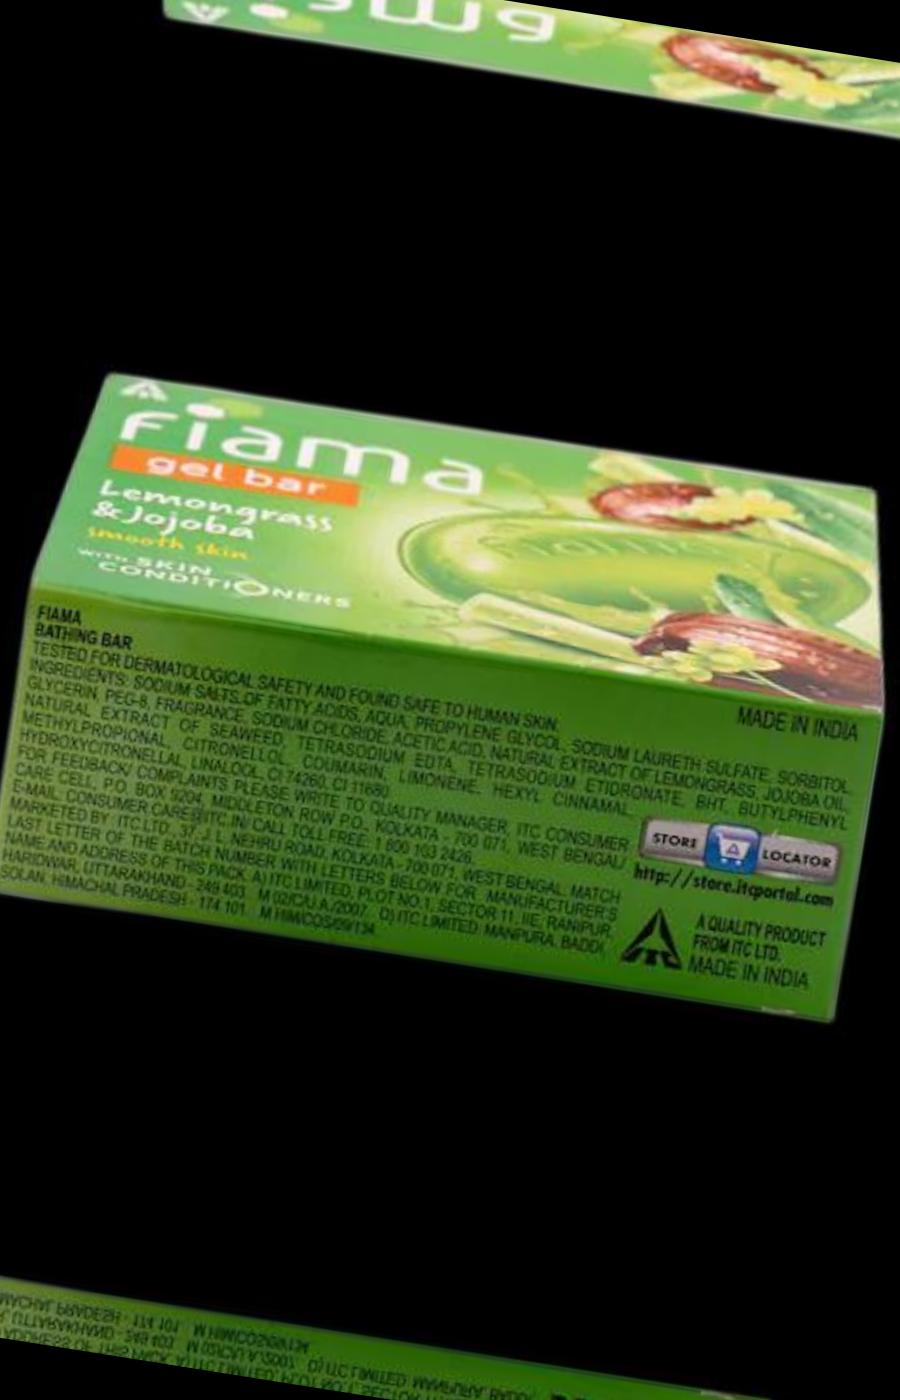 fiama
gel bar
Lemongrass
& Jojoba
smooth skin
WITH SKIN
CONDITIONERS
FIAMA
BATHING BAR
TESTED FOR DERMATOLOGICAL SAFETY AND FOUND SAFE TO HUMAN SKIN.
MADE IN INDIA
INGREDIENTS: SODIUM SALTS OF FATTY ACIDS, AQUA, PROPYLENE GLYCOL, SODIUM LAURETH SULFATE, SORBITOL,
GLYCERIN, PEG-8, FRAGRANCE, SODIUM CHLORIDE, ACETIC ACID, NATURAL EXTRACT OF LEMONGRASS, JOJOBA OIL,
NATURAL EXTRACT OF SEAWEED, TETRASODIUM EDTA, TETRASODIUM ETIDRONATE, BHT, BUTYLPHENYL
METHYLPROPIONAL, CITRONELLOL, COUMARIN, LIMONENE, HEXYL CINNAMAL,
HYDROXYCITRONELLAL, LINALOOL, CI 74260, CI 11680.
FOR FEEDBACK/ COMPLAINTS PLEASE WRITE TO QUALITY MANAGER, ITC CONSUMER
CARE CELL, P.O. BOX 9204, MIDDLETON ROW P.O., KOLKATA - 700 071, WEST BENGAL/
E-MAIL: CONSUMER CARE@ITC.IN/ CALL TOLL FREE: 1 800 103 2426.
MARKETED BY: ITC LTD., 37, J. L. NEHRU ROAD, KOLKATA-700 071, WEST BENGAL. MATCH
LAST LETTER OF THE BATCH NUMBER WITH LETTERS BELOW FOR MANUFACTURER'S
NAME AND ADDRESS OF THIS PACK. A) ITC LIMITED, PLOT NO.1, SECTOR 11, IIE, RANIPUR,
HARDWAR, UTTARAKHAND - 249 403. M 02/C/U.A./2007, D) ITC LIMITED, MANPURA, BADDI,
SOLAN, HIMACHAL PRADESH - 174 101. M HIM/COS/09/134
STORE LOCATOR
http://store.itcportal.com
ITC
A QUALITY PRODUCT
FROM ITC LTD.
MADE IN INDIA